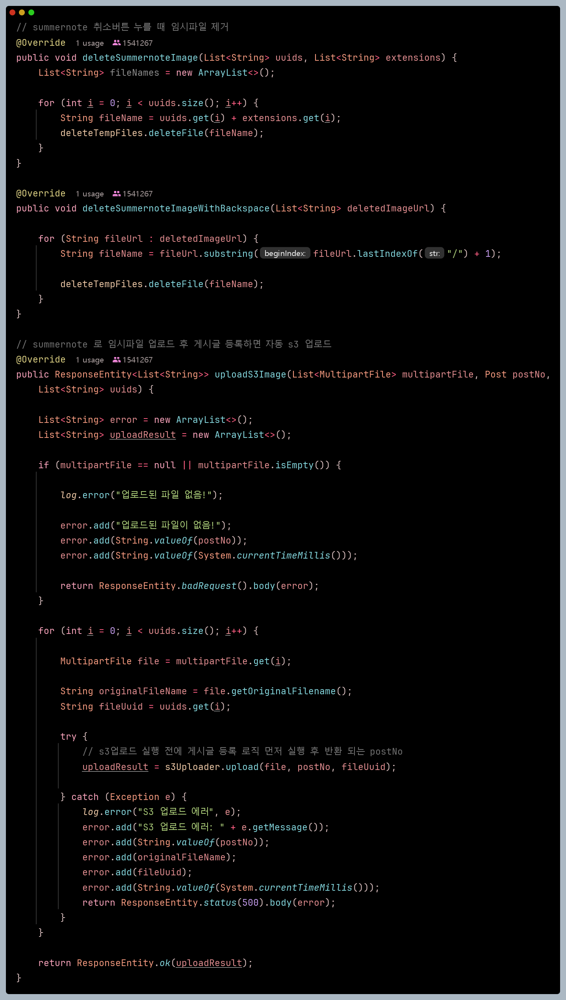 // summernote 취소버튼 누를 때 임시파일 제거
@Override 1 usage 1541267
public void deleteSummernoteImage(List<String> uuids, List<String> extensions) {
    List<String> fileNames = new ArrayList<>();
    for (int i = 0; i < uuids.size(); i++) {
        String fileName = uuids.get(i) + extensions.get(i);
        deleteTempFiles.deleteFile(fileName);
    }
}
@Override 1 usage 1541267
public void deleteSummernoteImageWithBackspace(List<String> deletedImageUrl) {
    for (String fileUrl : deletedImageUrl) {
        String fileName = fileUrl.substring( beginIndex: fileUrl.lastIndexOf( str: "/") + 1);
        deleteTempFiles.deleteFile(fileName);
    }
}
// summernote 로 임시파일 업로드 후 게시글 등록하면 자동 s3 업로드
@Override 1 usage 1541267
public ResponseEntity<List<String>> uploadS3Image(List<MultipartFile> multipartFile, Post postNo,
    List<String> uuids) {
    List<String> error = new ArrayList<>();
    List<String> uploadResult = new ArrayList<>();
    if (multipartFile == null || multipartFile.isEmpty()) {
        log.error("업로드된 파일 없음!");
        error.add("업로드된 파일이 없음!");
        error.add(String.valueOf(postNo));
        error.add(String.valueOf(System.currentTimeMillis()));
        return ResponseEntity.badRequest().body(error);
    }
    for (int i = 0; i < uuids.size(); i++) {
        MultipartFile file = multipartFile.get(i);
        String originalFileName = file.getOriginalFilename();
        String fileUuid = uuids.get(i);
        try {
            // s3업로드 실행 전에 게시글 등록 로직 먼저 실행 후 반환 되는 postNo
            uploadResult = s3Uploader.upload(file, postNo, fileUuid);
        } catch (Exception e) {
            log.error("S3 업로드 에러", e);
            error.add("S3 업로드 에러: " + e.getMessage());
            error.add(String.valueOf(postNo));
            error.add(originalFileName);
            error.add(fileUuid);
            error.add(String.valueOf(System.currentTimeMillis()));
            return ResponseEntity.status(500).body(error);
        }
    }
    return ResponseEntity.ok(uploadResult);
}